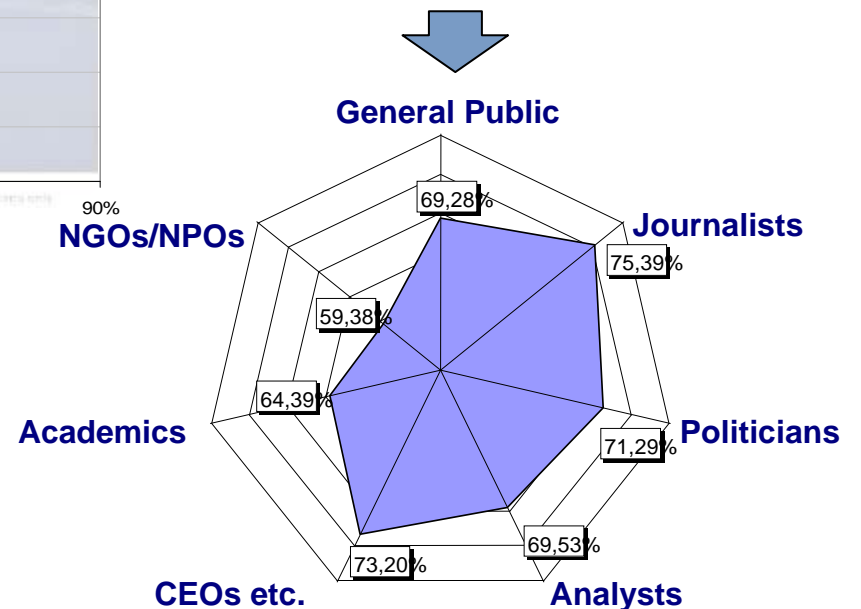 General Public
69,28%
90%
NGOs/NPOs
Journalists
75,39%
59,38%
64,39%
Academics
Politicians
71,29%
69,53%
73,20%
CEOs etc.
Analysts